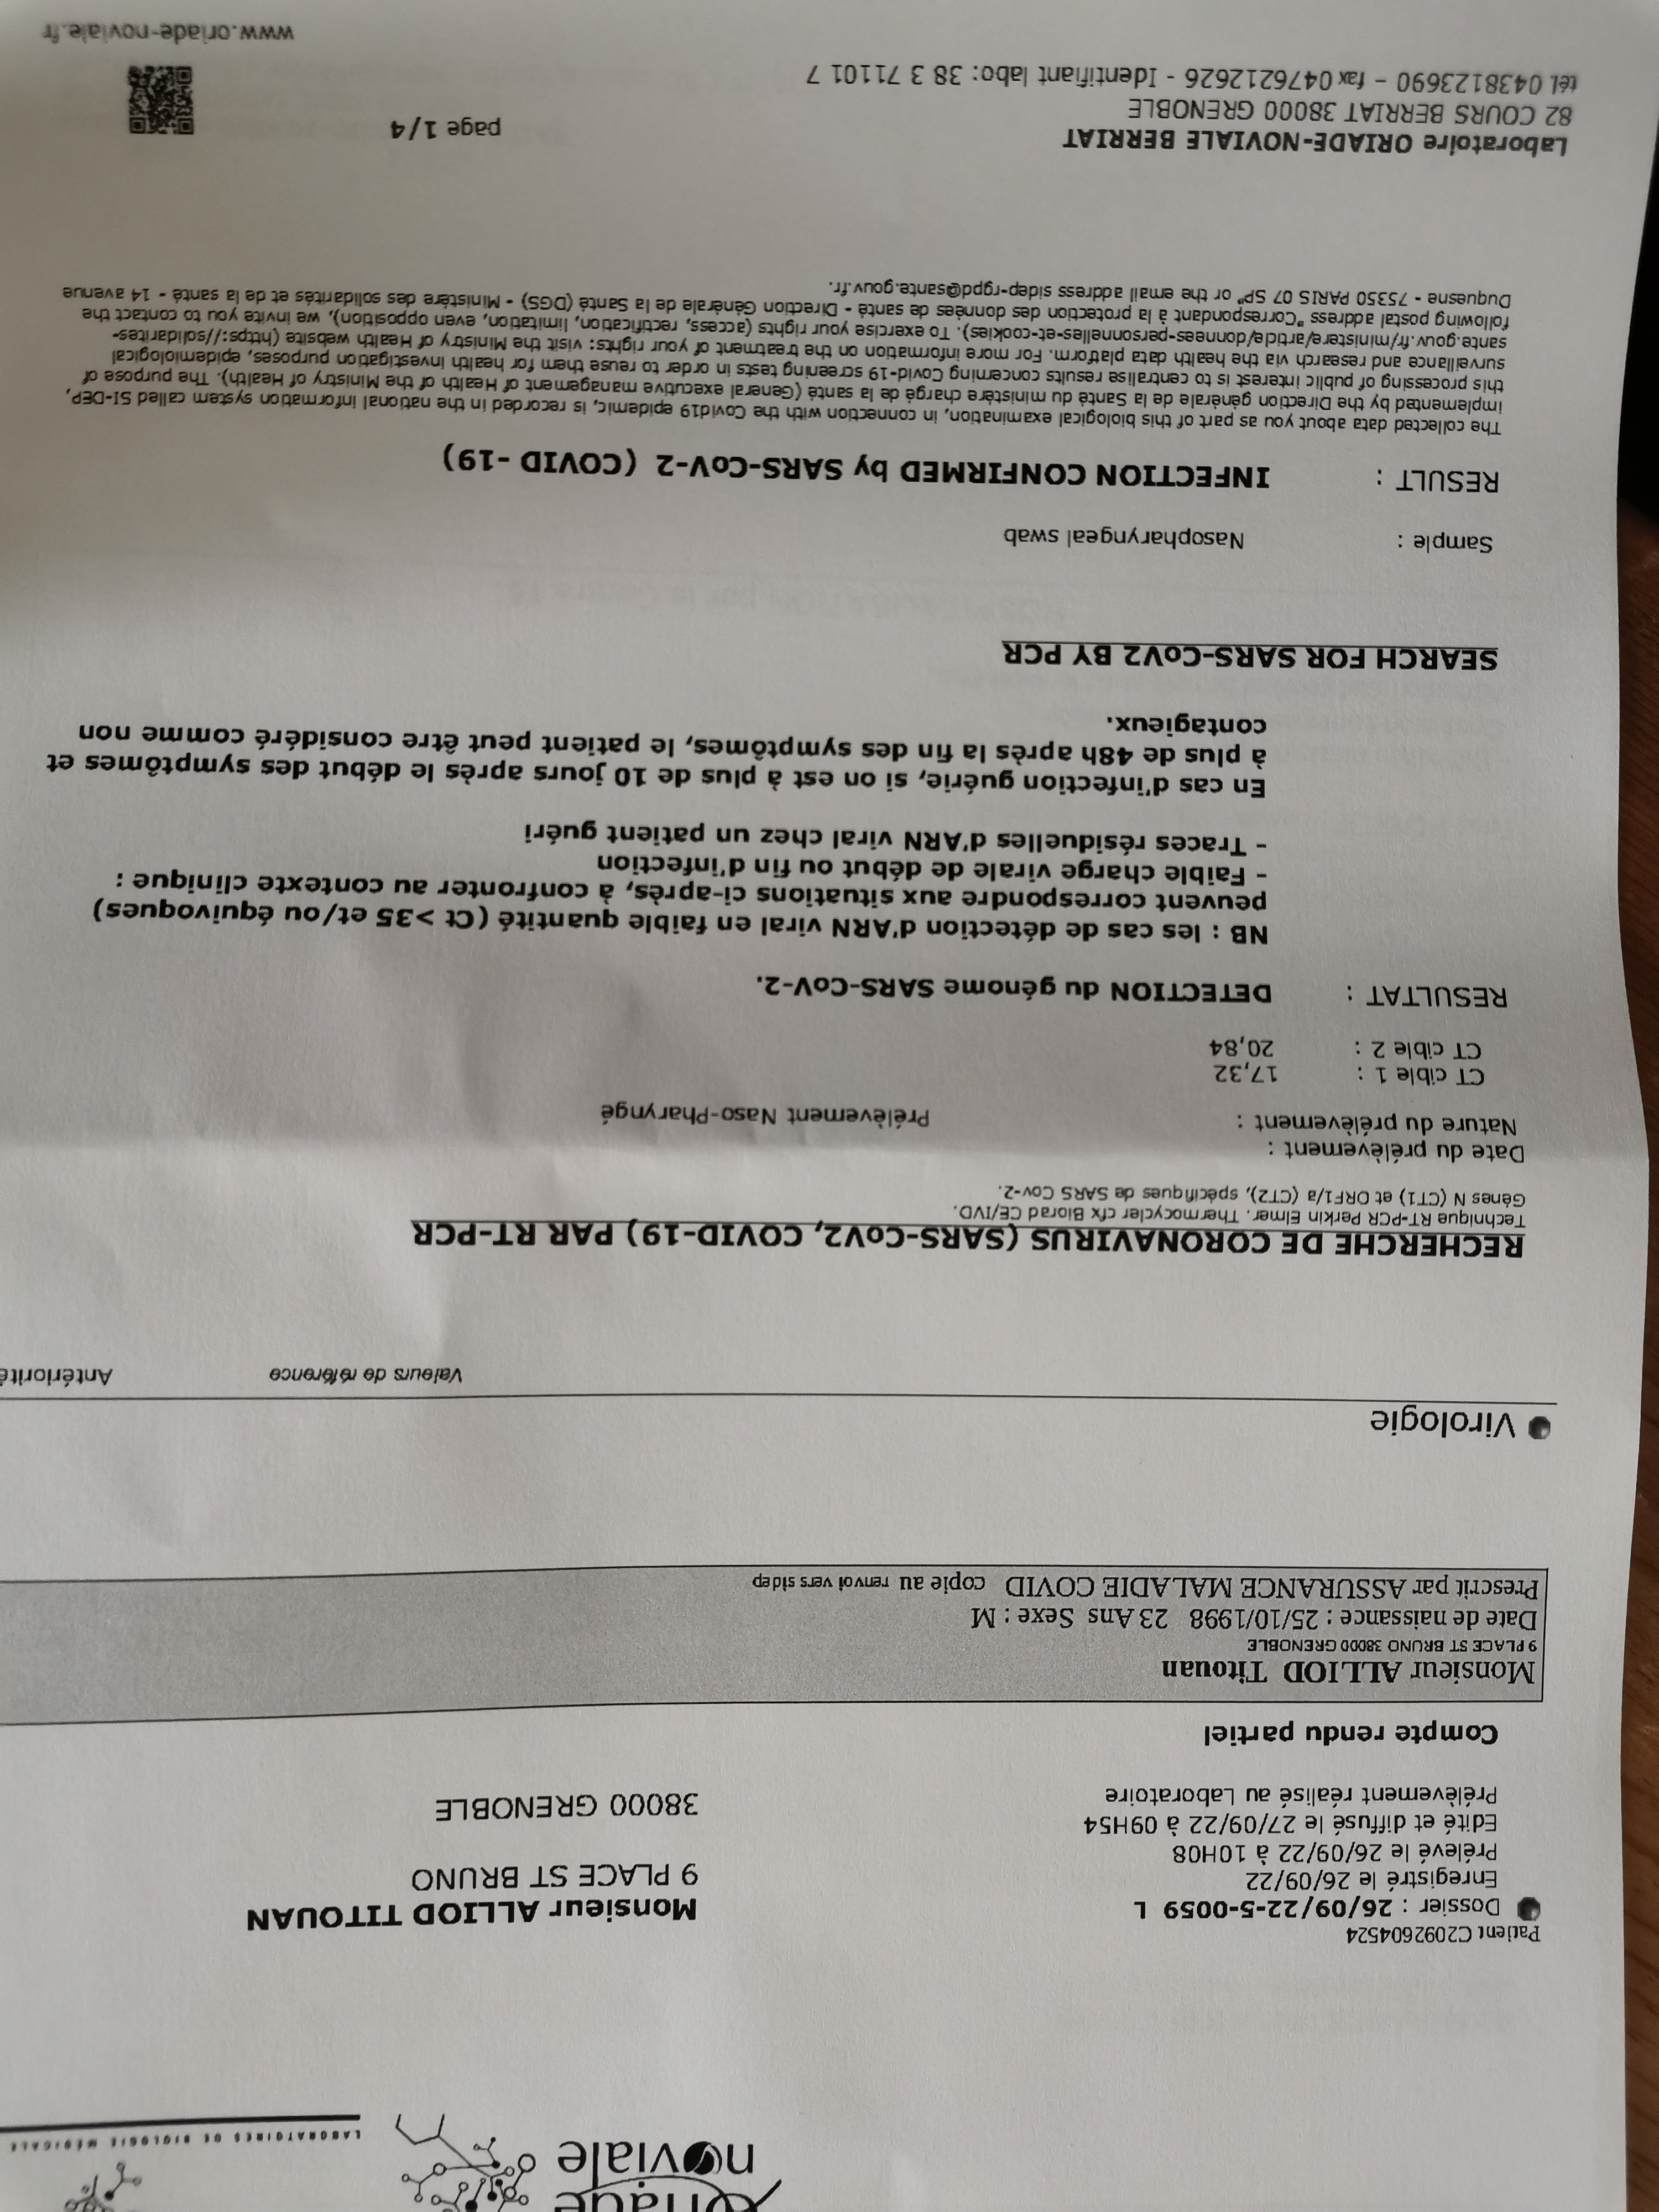 noviale
LABORATOIRES DE BIOLOGIE MÉDICALE
Patient C2092604524
Dossier : 26/09/22-5-0059 L
Enregistré le 26/09/22
Prélevé le 26/09/22 à 10H08
Edité et diffusé le 27/09/22 à 09H54
Prélèvement réalisé au Laboratoire
Monsieur ALLIOD TITOUAN
9 PLACE ST BRUNO
38000 GRENOBLE
Compte rendu partiel
Monsieur ALLIOD Titouan
9 PLACE ST BRUNO 38000 GRENOBLE
Date de naissance : 25/10/1998 23 Ans Sexe : M
Prescrit par ASSURANCE MALADIE COVID copie au renvoi vers sidep
Virologie
Valeurs de référence Antériorité
RECHERCHE DE CORONAVIRUS (SARS-CoV2, COVID-19) PAR RT-PCR
Technique RT-PCR Perkin Elmer. Thermocycler cfx Biorad CE/IVD.
Gènes N (CT1) et ORF1/a (CT2), spécifiques de SARS Cov-2.
Date du prélèvement :
Nature du prélèvement : Prélèvement Naso-Pharyngé
CT cible 1 : 17,32
CT cible 2 : 20,84
RESULTAT : DETECTION du génome SARS-CoV-2.
NB : les cas de détection d'ARN viral en faible quantité (Ct >35 et/ou équivoques)
peuvent correspondre aux situations ci-après, à confronter au contexte clinique :
- Faible charge virale de début ou fin d'infection
- Traces résiduelles d'ARN viral chez un patient guéri
En cas d'infection guérie, si on est à plus de 10 jours après le début des symptômes et
à plus de 48h après la fin des symptômes, le patient peut être considéré comme non
contagieux.
SEARCH FOR SARS-CoV2 BY PCR
Sample : Nasopharyngeal swab
RESULT : INFECTION CONFIRMED by SARS-CoV-2 (COVID -19)
The collected data about you as part of this biological examination, in connection with the Covid19 epidemic, is recorded in the national information system called SI-DEP,
implemented by the Direction générale de la Santé du ministère chargé de la santé (General executive management of Health of the Ministry of Health). The purpose of
this processing of public interest is to centralise results concerning Covid-19 screening tests in order to reuse them for health investigation purposes, epidemiological
surveillance and research via the health data platform. For more information on the treatment of your rights: visit the Ministry of Health website (https://solidarites-
sante.gouv.fr/ministere/article/donnees-personnelles-et-cookies). To exercise your rights (access, rectification, limitation, even opposition), we invite you to contact the
following postal address "Correspondant à la protection des données de santé - Direction Générale de la Santé (DGS) - Ministère des solidarités et de la santé - 14 avenue
Duquesne - 75350 PARIS 07 SP" or the email address sidep-rgpd@sante.gouv.fr.
Laboratoire ORIADE-NOVIALE BERRIAT
82 COURS BERRIAT 38000 GRENOBLE
tél. 0438123690 - fax 0476212626 - Identifiant labo: 38 3 71101 7
page 1/4
www.oriade-noviale.fr